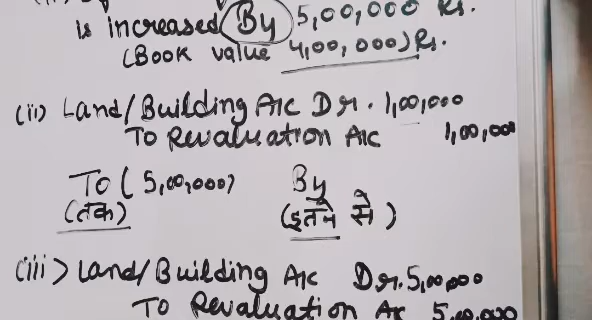 is increased By 5,00,000 Rs.
(Book value 4,00,000) Rs.
(ii) Land/Building A/c Dr. 1,00,000
To Revaluation A/c 1,00,000
To (5,00,000) By
(तक) (इतने से)
(iii) Land/Building A/c Dr. 5,00,000
To Revaluation A/c 5,00,000